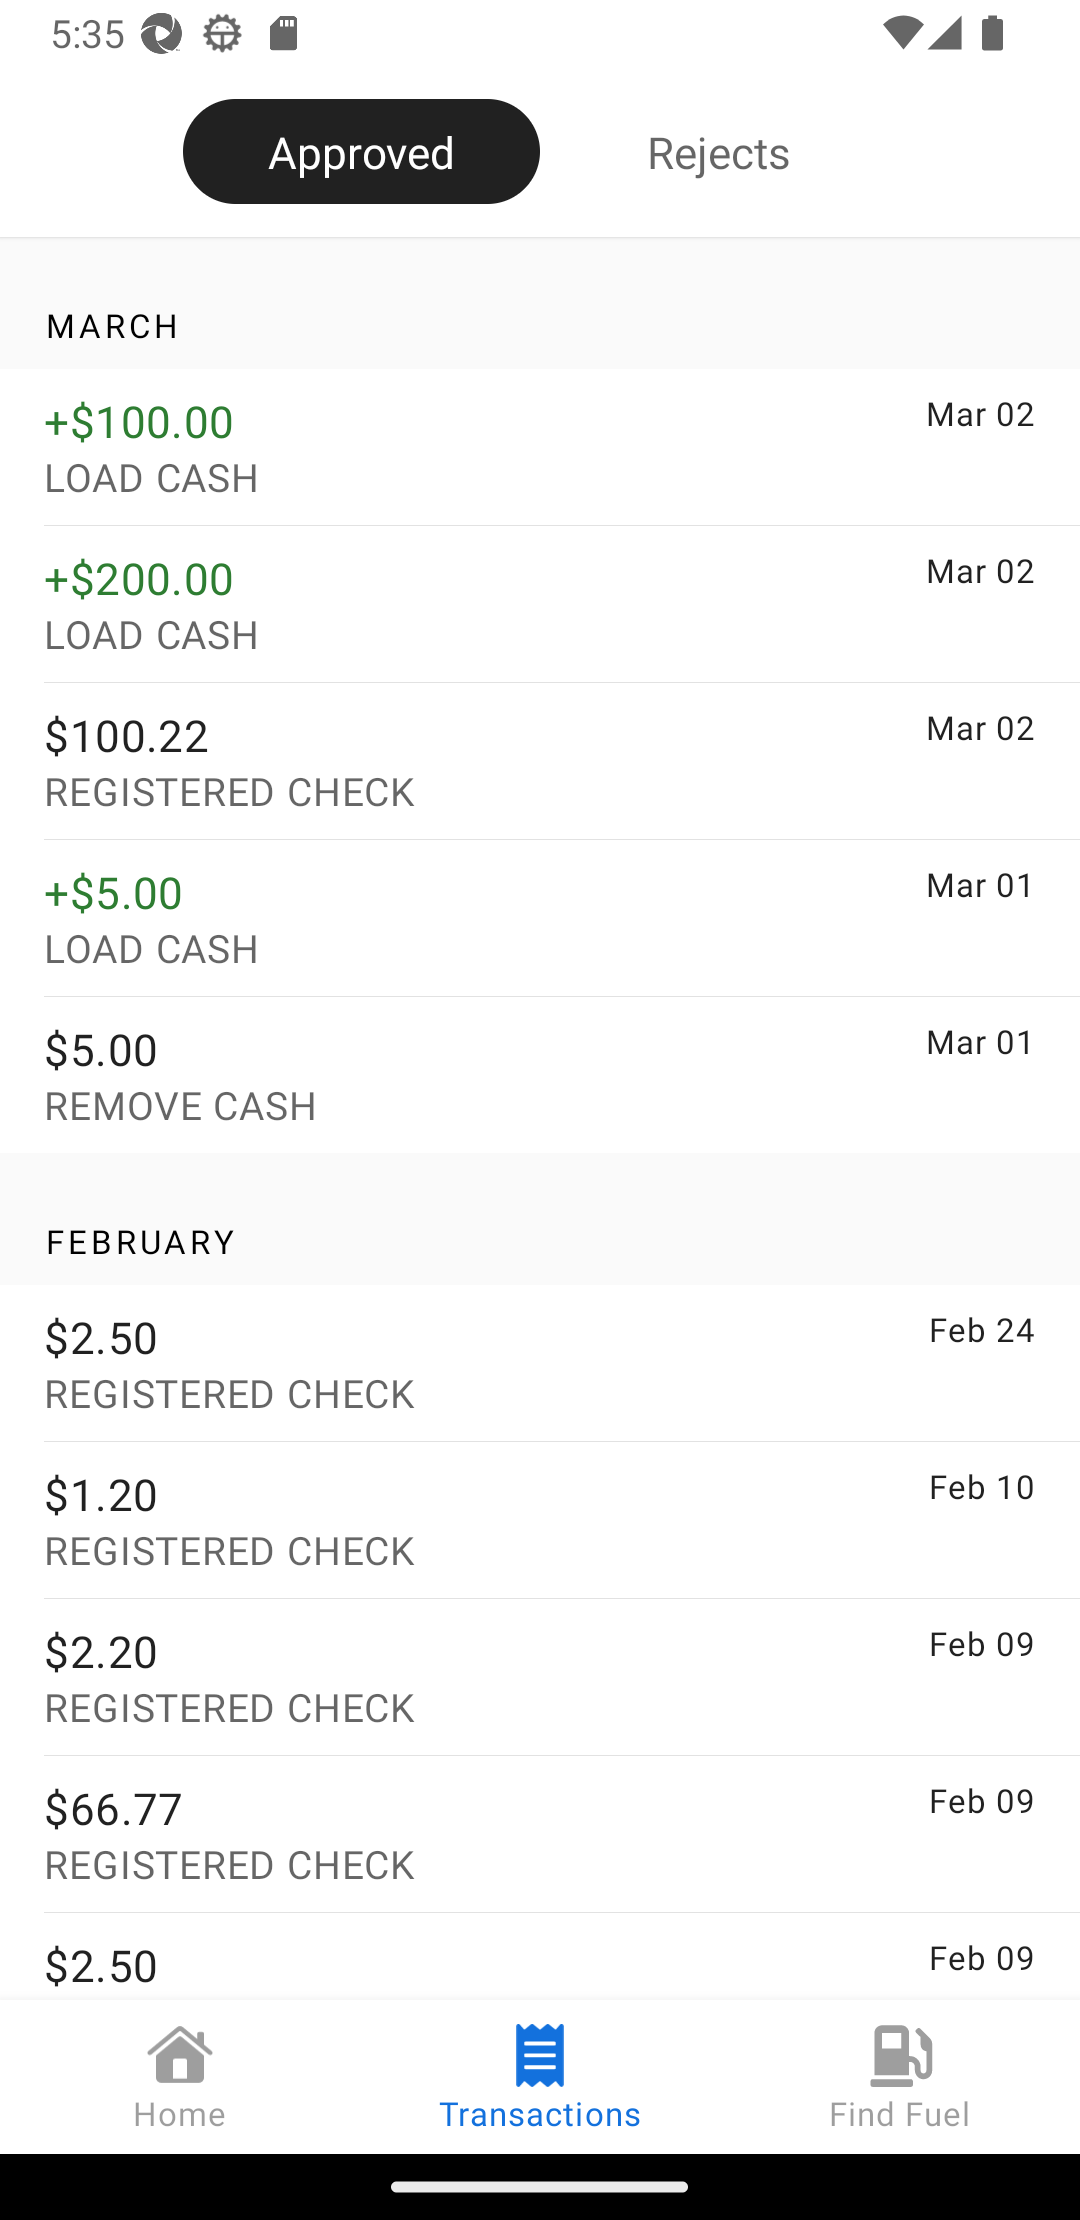 5:35
Approved
Rejects
MARCH
+$100.00
Mar 02
LOAD CASH
+$200.00
Mar 02
LOAD CASH
$100.22
Mar 02
REGISTERED CHECK
+$5.00
Mar 01
LOAD CASH
$5.00
Mar 01
REMOVE CASH
FEBRUARY
$2.50
Feb 24
REGISTERED CHECK
$1.20
Feb 10
REGISTERED CHECK
$2.20
Feb 09
REGISTERED CHECK
$66.77
Feb 09
REGISTERED CHECK
$2.50
Feb 09
Home
Transactions
Find Fuel